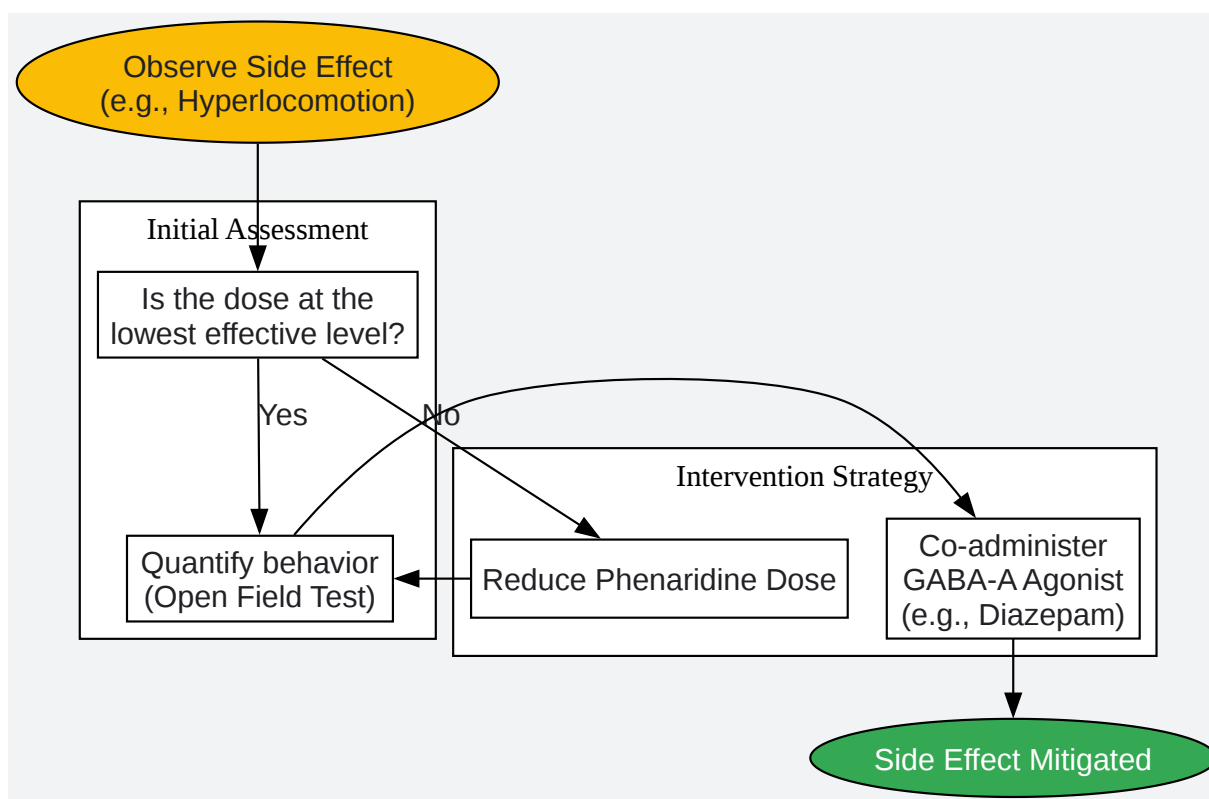 Observe Side Effect
(e.g., Hyperlocomotion)
Initial Assessment
Is the dose at the
lowest effective level?
Yes
No
Intervention Strategy
Quantify behavior
(Open Field Test)
Reduce Phenaridine Dose
Co-administer
GABA-A Agonist
(e.g., Diazepam)
Side Effect Mitigated